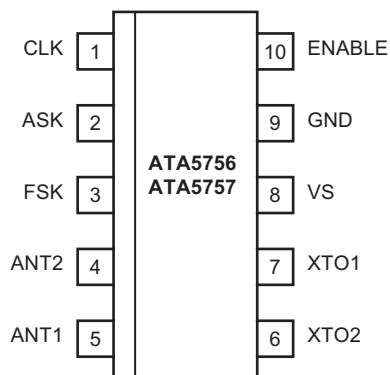 CLK 1 10 ENABLE
ASK 2 9 GND
ATA5756
ATA5757
FSK 3 8 VS
ANT2 4 7 XTO1
ANT1 5 6 XTO2